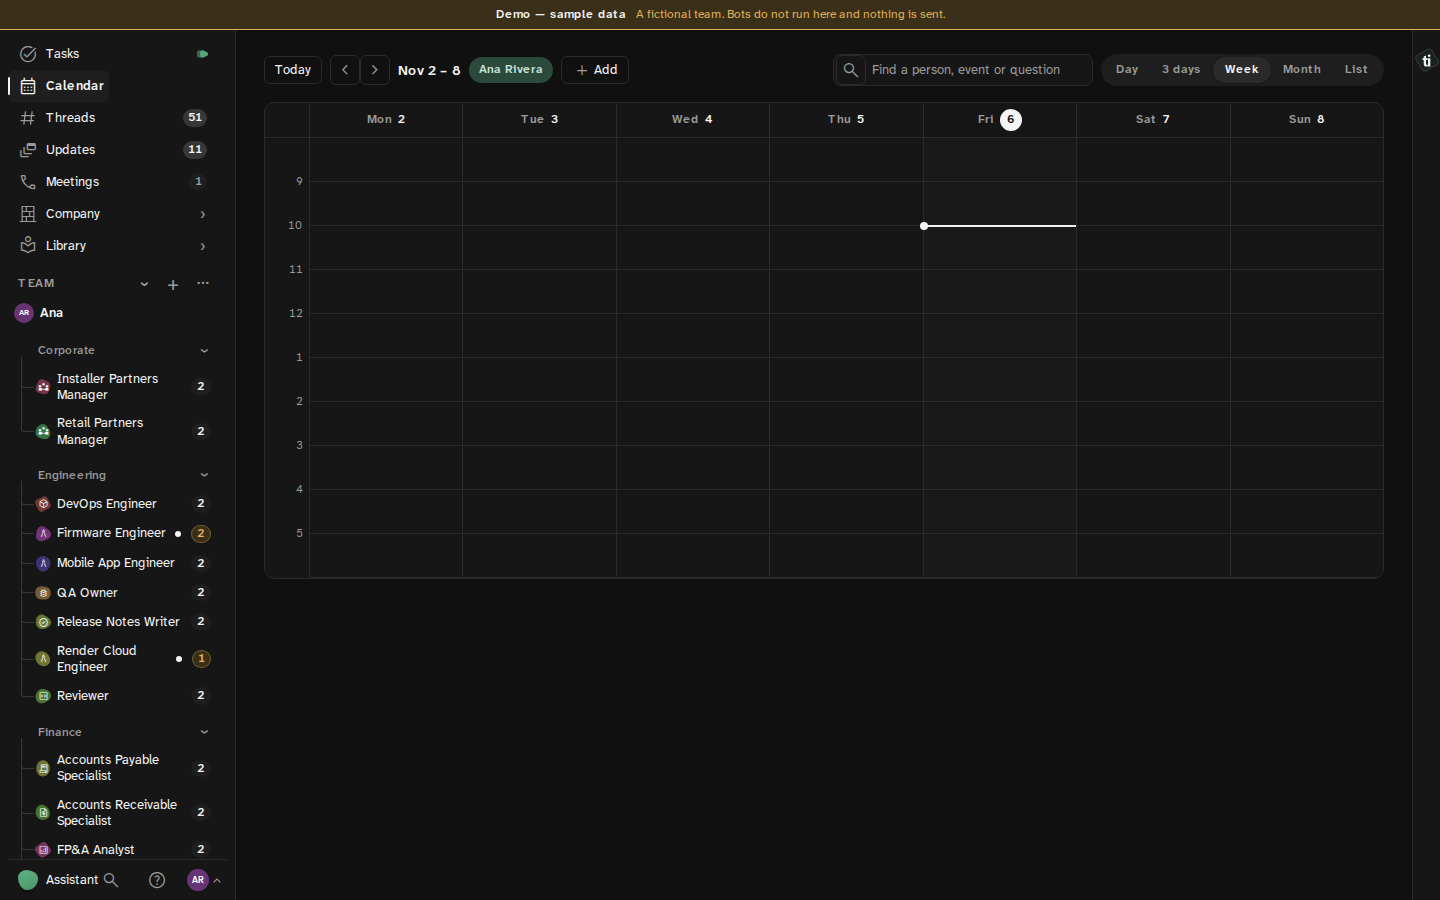 Demo — sample data A fictional team. Bots do not run here and nothing is sent.
Tasks
Calendar
Threads 51
Updates 11
Meetings 1
Company
Library
TEAM
AR Ana
Corporate
Installer Partners
Manager 2
Retail Partners
Manager 2
Engineering
DevOps Engineer 2
Firmware Engineer 2
Mobile App Engineer 2
QA Owner 2
Release Notes Writer 2
Render Cloud
Engineer 1
Reviewer 2
Finance
Accounts Payable
Specialist 2
Accounts Receivable
Specialist 2
FP&A Analyst 2
Assistant AR
Today Nov 2 – 8 Ana Rivera + Add Find a person, event or question Day 3 days Week Month List
Mon 2 Tue 3 Wed 4 Thu 5 Fri 6 Sat 7 Sun 8
9
10
11
12
1
2
3
4
5
ti